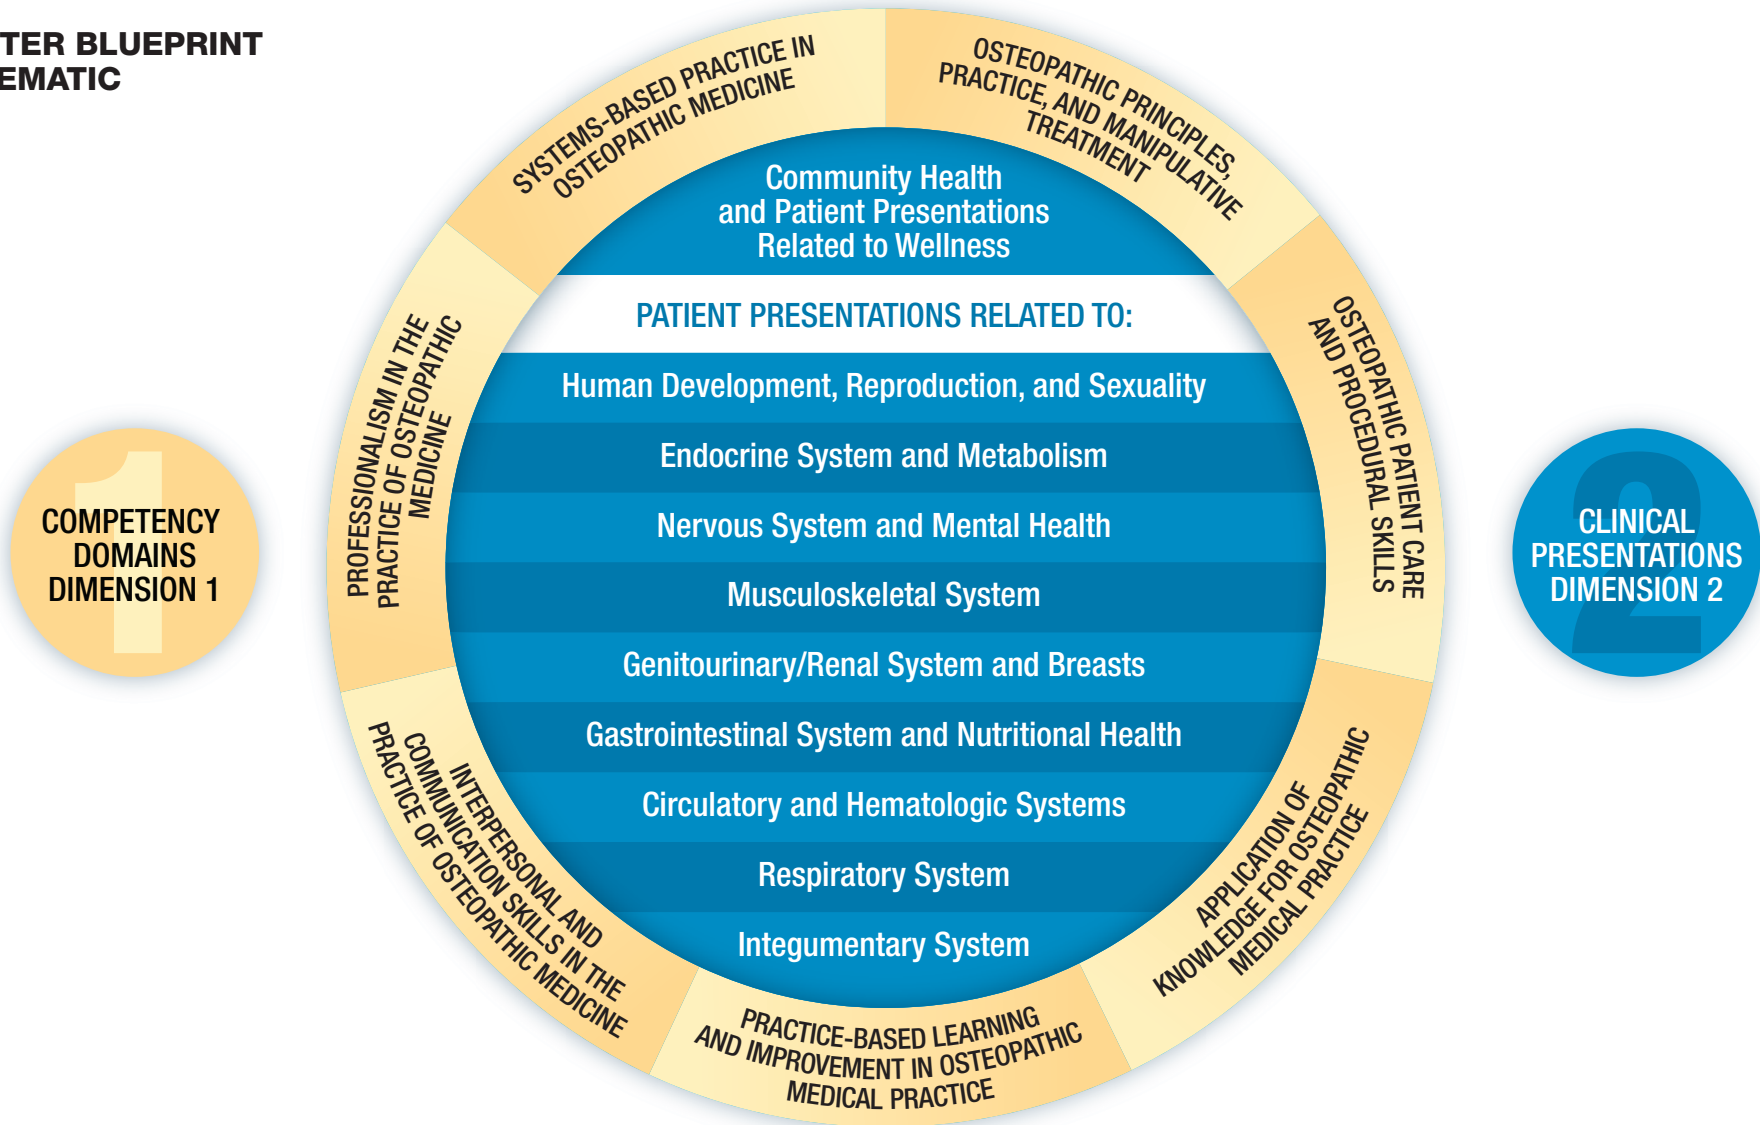 TER BLUEPRINT
EMATIC
SYSTEMS-BASED PRACTICE IN
OSTEOPATHIC MEDICINE
OSTEOPATHIC PRINCIPLES,
PRACTICE, AND MANIPULATIVE
TREATMENT
OSTEOPATHIC PATIENT CARE
AND PROCEDURAL SKILLS
APPLICATION OF
KNOWLEDGE FOR OSTEOPATHIC
MEDICAL PRACTICE
PRACTICE-BASED LEARNING
AND IMPROVEMENT IN OSTEOPATHIC
MEDICAL PRACTICE
INTERPERSONAL AND
COMMUNICATION SKILLS IN THE
PRACTICE OF OSTEOPATHIC MEDICINE
PROFESSIONALISM IN THE
PRACTICE OF OSTEOPATHIC
MEDICINE
Community Health
and Patient Presentations
Related to Wellness
PATIENT PRESENTATIONS RELATED TO:
Human Development, Reproduction, and Sexuality
Endocrine System and Metabolism
Nervous System and Mental Health
Musculoskeletal System
Genitourinary/Renal System and Breasts
Gastrointestinal System and Nutritional Health
Circulatory and Hematologic Systems
Respiratory System
Integumentary System
1
COMPETENCY
DOMAINS
DIMENSION 1
2
CLINICAL
PRESENTATIONS
DIMENSION 2